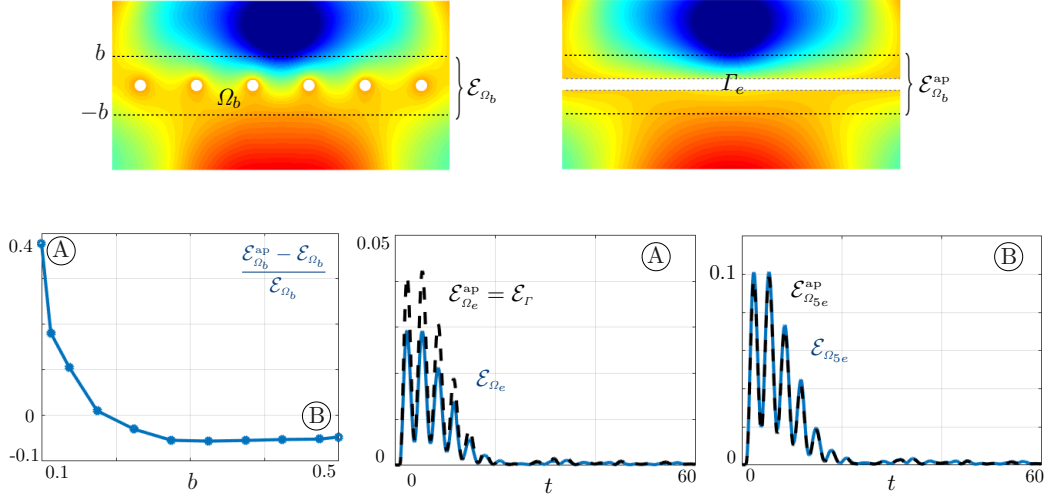 b
Ω_b
−b
ℰ_{Ω_b}
Γ_e
ℰ^{ap}_{Ω_b}
0.4
A
(ℰ^{ap}_{Ω_b} − ℰ_{Ω_b}) / ℰ_{Ω_b}
B
0
-0.1
0.1
b
0.5
0.05
A
ℰ^{ap}_{Ω_e} = ℰ_Γ
ℰ_{Ω_e}
0
0
t
60
B
0.1
ℰ^{ap}_{Ω_{5e}}
ℰ_{Ω_{5e}}
0
0
t
60